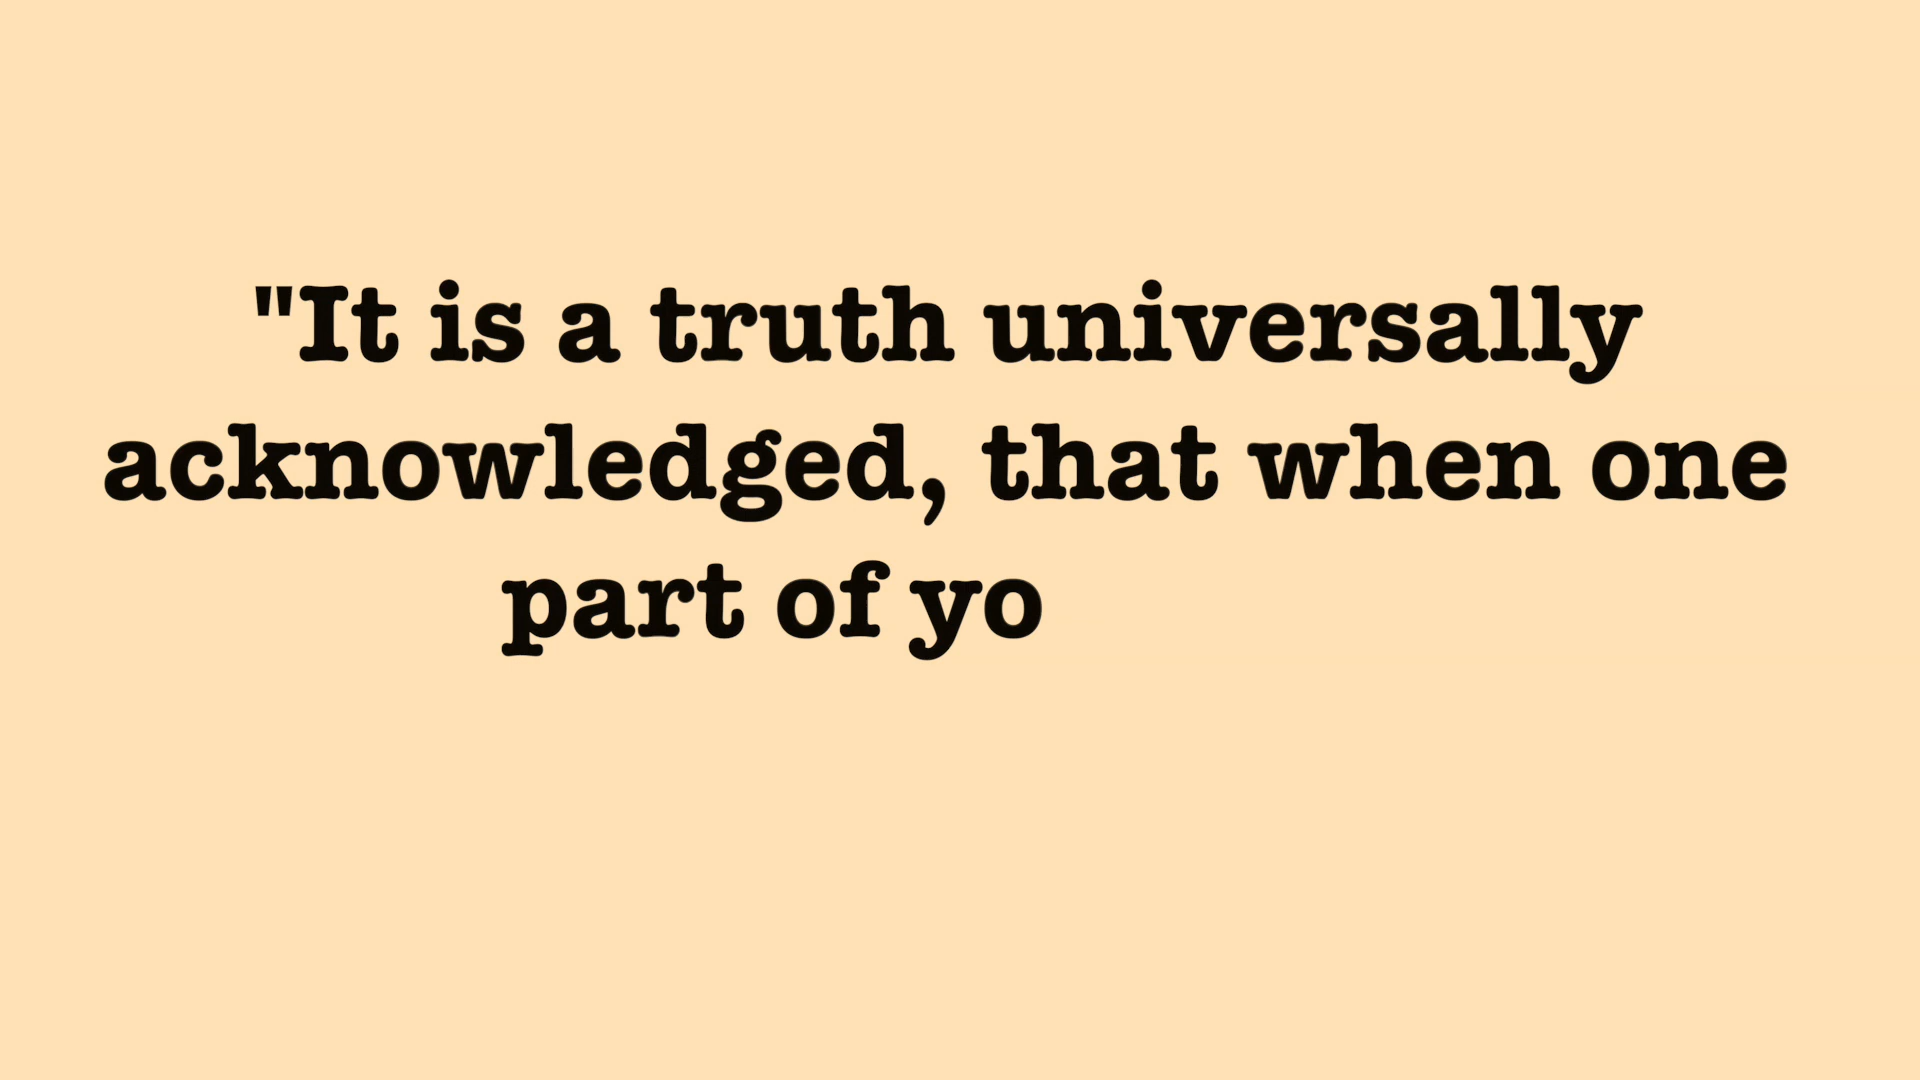 "It is a truth universally
acknowledged, that when one
part of yo